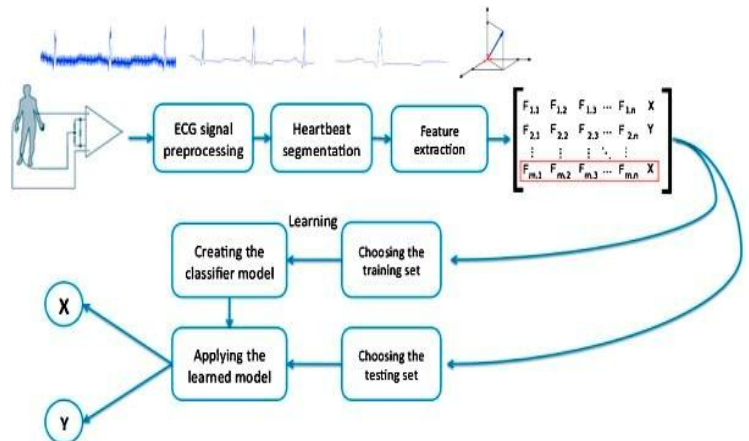 ECG signal
preprocessing
Heartbeat
segmentation
Feature
extraction
F1.1 F1.2 F1.3 ... F1.n X
F2.1 F2.2 F2.3 ... F2.n Y
⋮ ⋮ ⋮ ⋱ ⋮
Fm.1 Fm.2 Fm.3 ... Fm.n X
Learning
Creating the
classifier model
Choosing the
training set
X
Applying the
learned model
Choosing the
testing set
Y